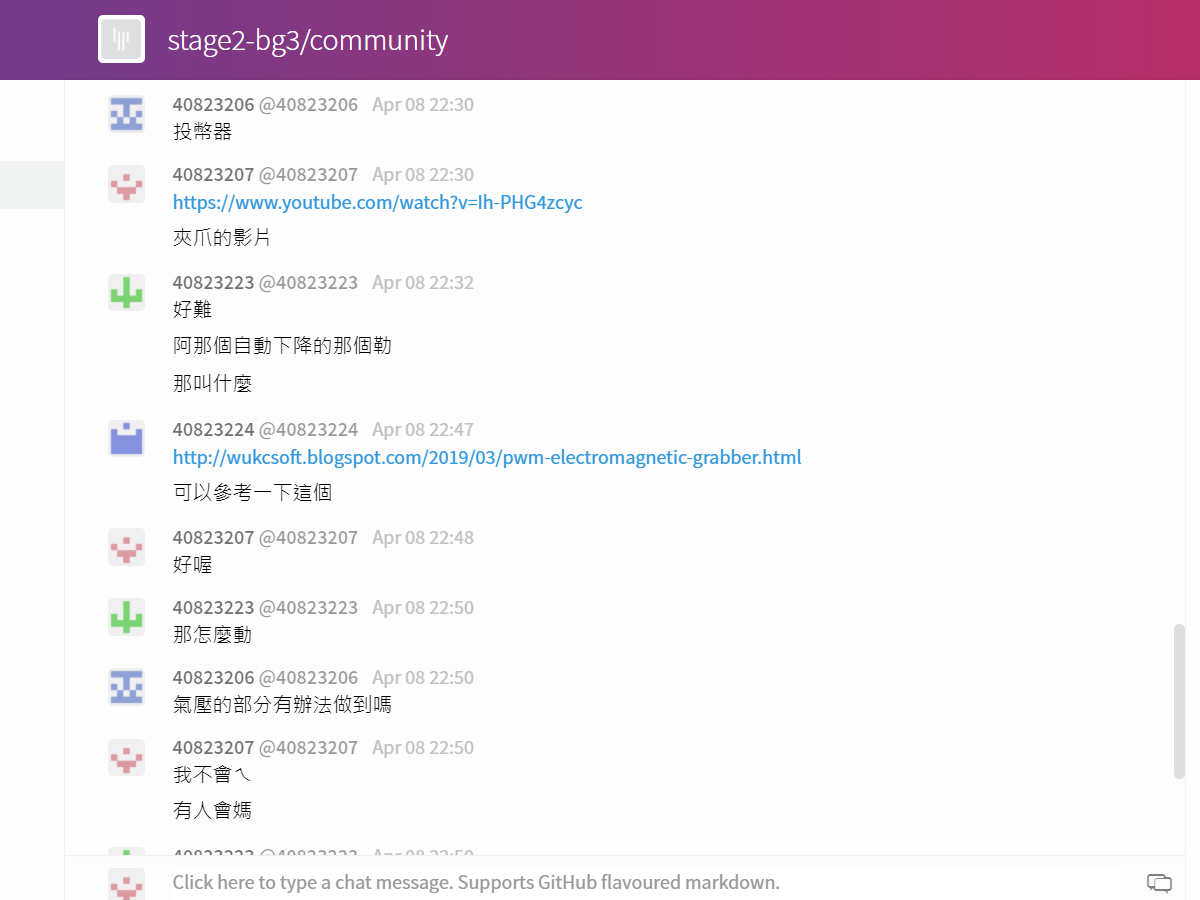 stage2-bg3/community
40823206 @40823206 Apr 08 22:30
投幣器
40823207 @40823207 Apr 08 22:30
https://www.youtube.com/watch?v=Ih-PHG4zcyc
夾爪的影片
40823223 @40823223 Apr 08 22:32
好難
阿那個自動下降的那個勒
那叫什麼
40823224 @40823224 Apr 08 22:47
http://wukcsoft.blogspot.com/2019/03/pwm-electromagnetic-grabber.html
可以參考一下這個
40823207 @40823207 Apr 08 22:48
好喔
40823223 @40823223 Apr 08 22:50
那怎麼動
40823206 @40823206 Apr 08 22:50
氣壓的部分有辦法做到嗎
40823207 @40823207 Apr 08 22:50
我不會ㄟ
有人會媽
40823223 @40823223 Apr 08 22:50
Click here to type a chat message. Supports GitHub flavoured markdown.